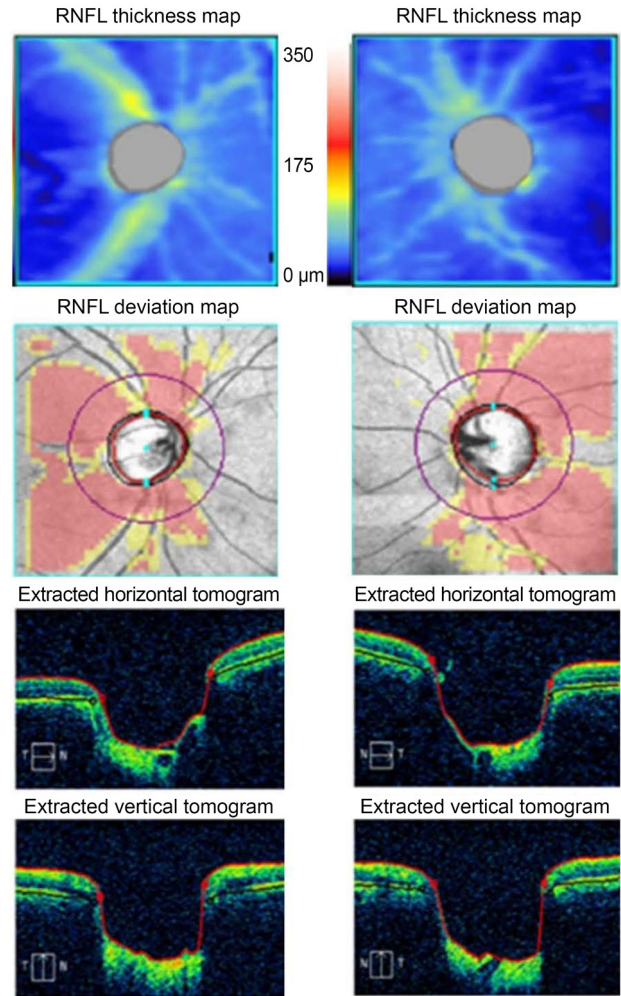 RNFL thickness map
RNFL thickness map
350
175
0 µm
RNFL deviation map
RNFL deviation map
Extracted horizontal tomogram
Extracted horizontal tomogram
T N
N T
Extracted vertical tomogram
Extracted vertical tomogram
T N
N T